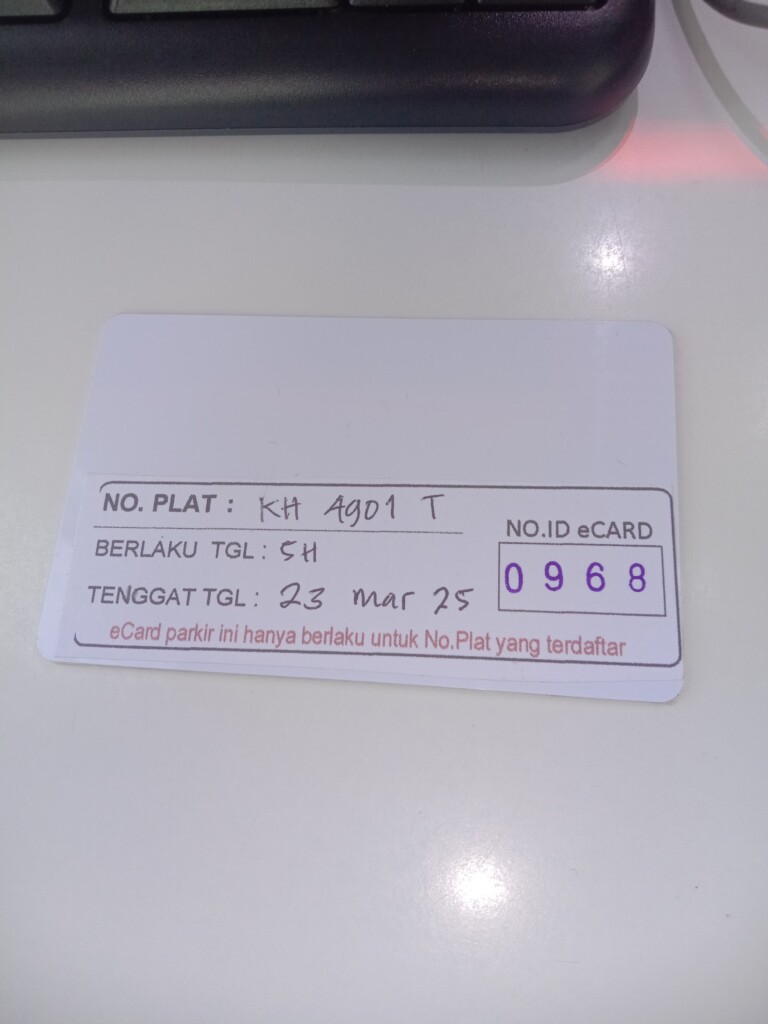 NO. PLAT : KH 4901 T
NO.ID eCARD
BERLAKU TGL : 5H
0968
TENGGAT TGL : 23 mar 25
eCard parkir ini hanya berlaku untuk No.Plat yang terdaftar